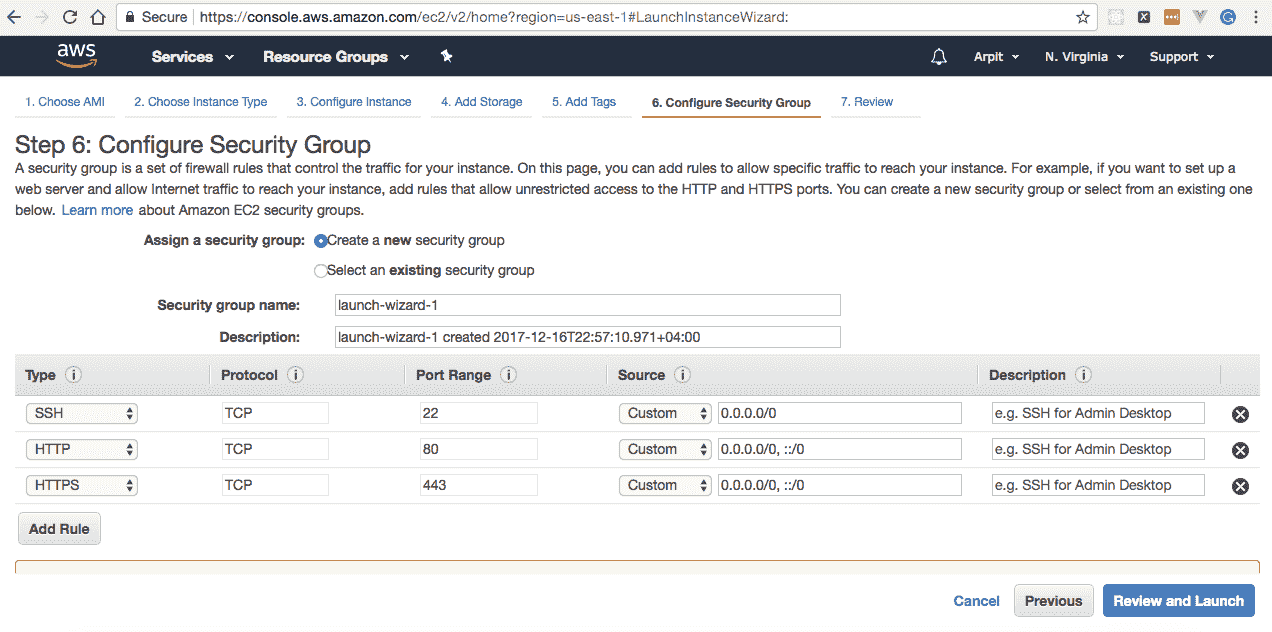 Secure https://console.aws.amazon.com/ec2/v2/home?region=us-east-1#LaunchInstanceWizard:
aws Services Resource Groups Arpit N. Virginia Support
1. Choose AMI 2. Choose Instance Type 3. Configure Instance 4. Add Storage 5. Add Tags 6. Configure Security Group 7. Review
Step 6: Configure Security Group
A security group is a set of firewall rules that control the traffic for your instance. On this page, you can add rules to allow specific traffic to reach your instance. For example, if you want to set up a
web server and allow Internet traffic to reach your instance, add rules that allow unrestricted access to the HTTP and HTTPS ports. You can create a new security group or select from an existing one
below. Learn more about Amazon EC2 security groups.
Assign a security group: Create a new security group
Select an existing security group
Security group name: launch-wizard-1
Description: launch-wizard-1 created 2017-12-16T22:57:10.971+04:00
Type i Protocol i Port Range i Source i Description i
SSH TCP 22 Custom 0.0.0.0/0 e.g. SSH for Admin Desktop
HTTP TCP 80 Custom 0.0.0.0/0, ::/0 e.g. SSH for Admin Desktop
HTTPS TCP 443 Custom 0.0.0.0/0, ::/0 e.g. SSH for Admin Desktop
Add Rule
Cancel Previous Review and Launch